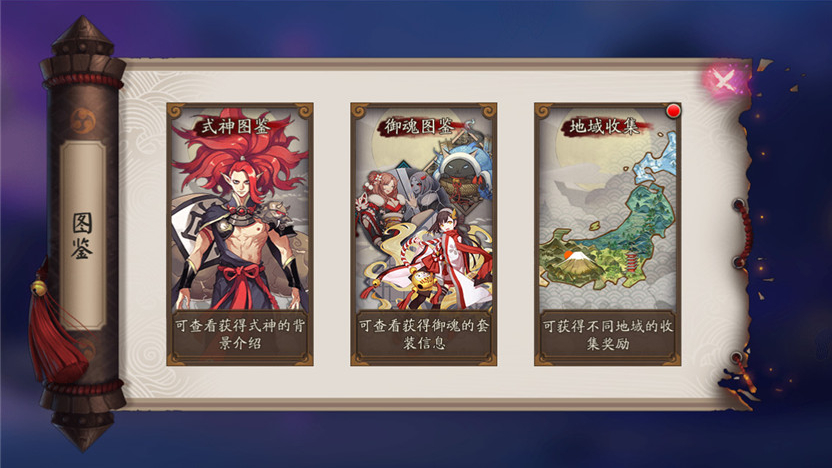 图鉴
式神图鉴
可查看获得式神的背
景介绍
御魂图鉴
可查看获得御魂的套
装信息
地域收集
可获得不同地域的收
集奖励